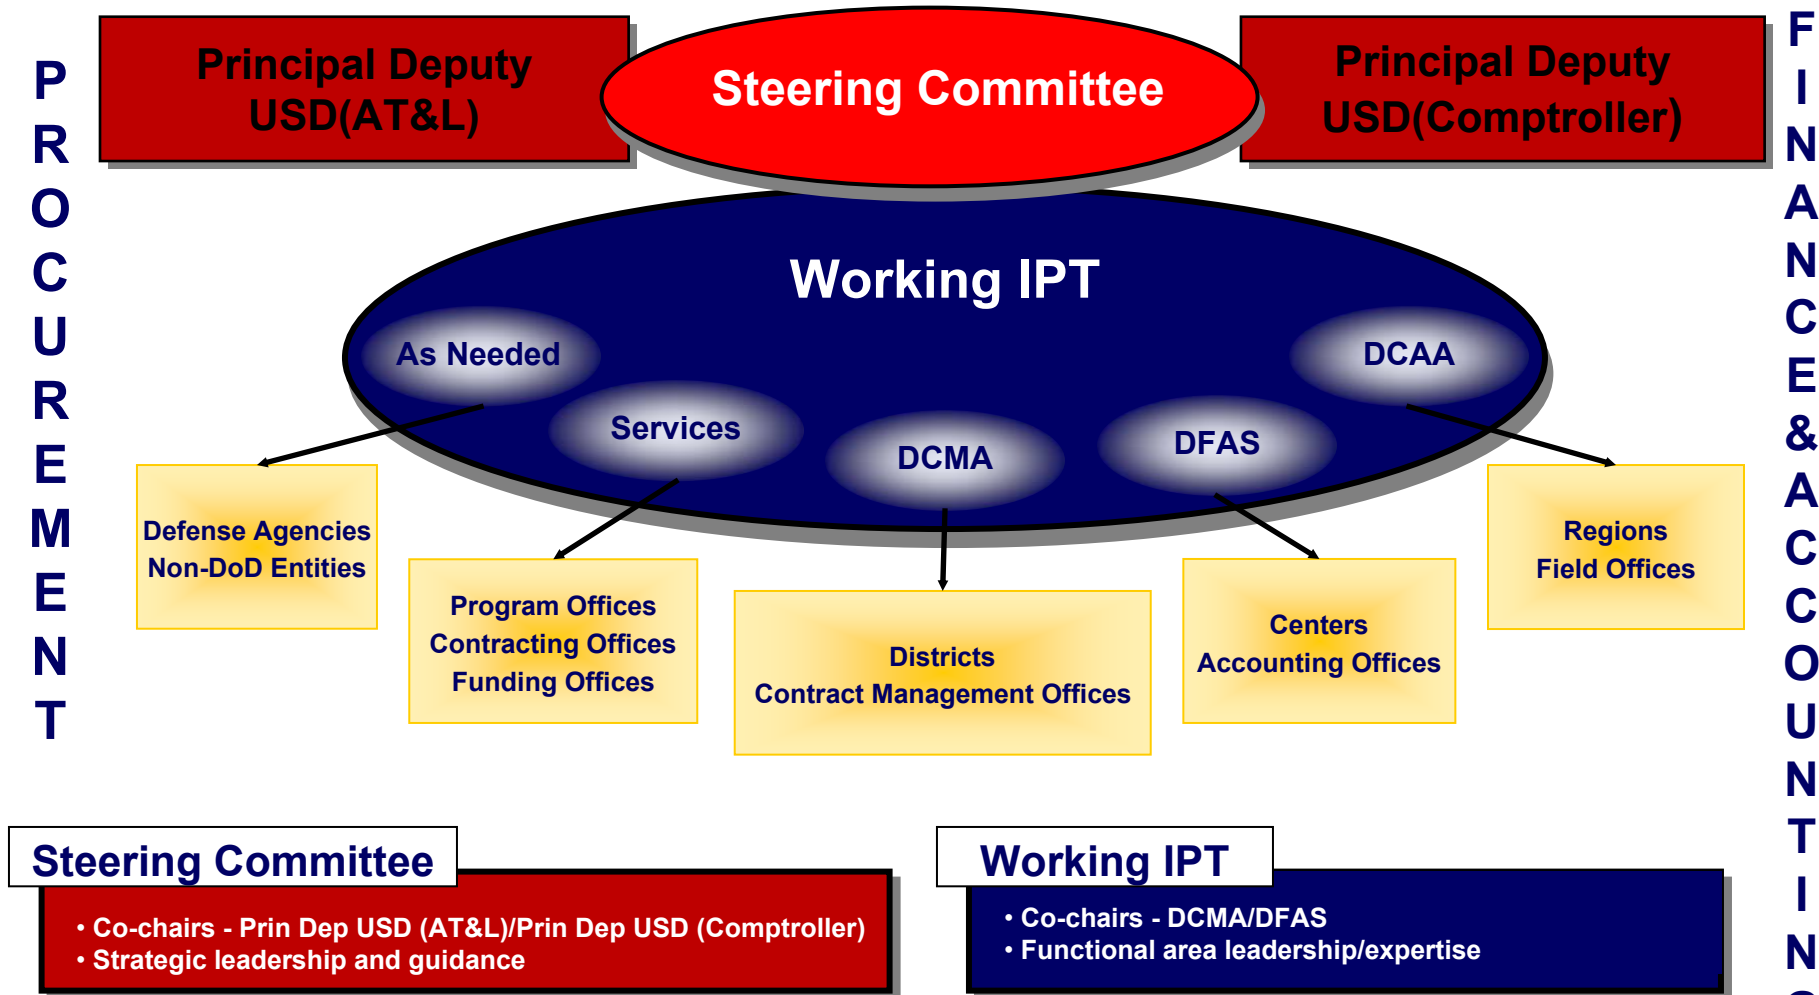 PROCUREMENT
Principal Deputy
USD(AT&L)
Steering Committee
Principal Deputy
USD(Comptroller)
FINANCE&ACCOUNTING
Working IPT
As Needed
Services
DCMA
DFAS
DCAA
Defense Agencies
Non-DoD Entities
Program Offices
Contracting Offices
Funding Offices
Districts
Contract Management Offices
Centers
Accounting Offices
Regions
Field Offices
Steering Committee
• Co-chairs - Prin Dep USD (AT&L)/Prin Dep USD (Comptroller)
• Strategic leadership and guidance
Working IPT
• Co-chairs - DCMA/DFAS
• Functional area leadership/expertise